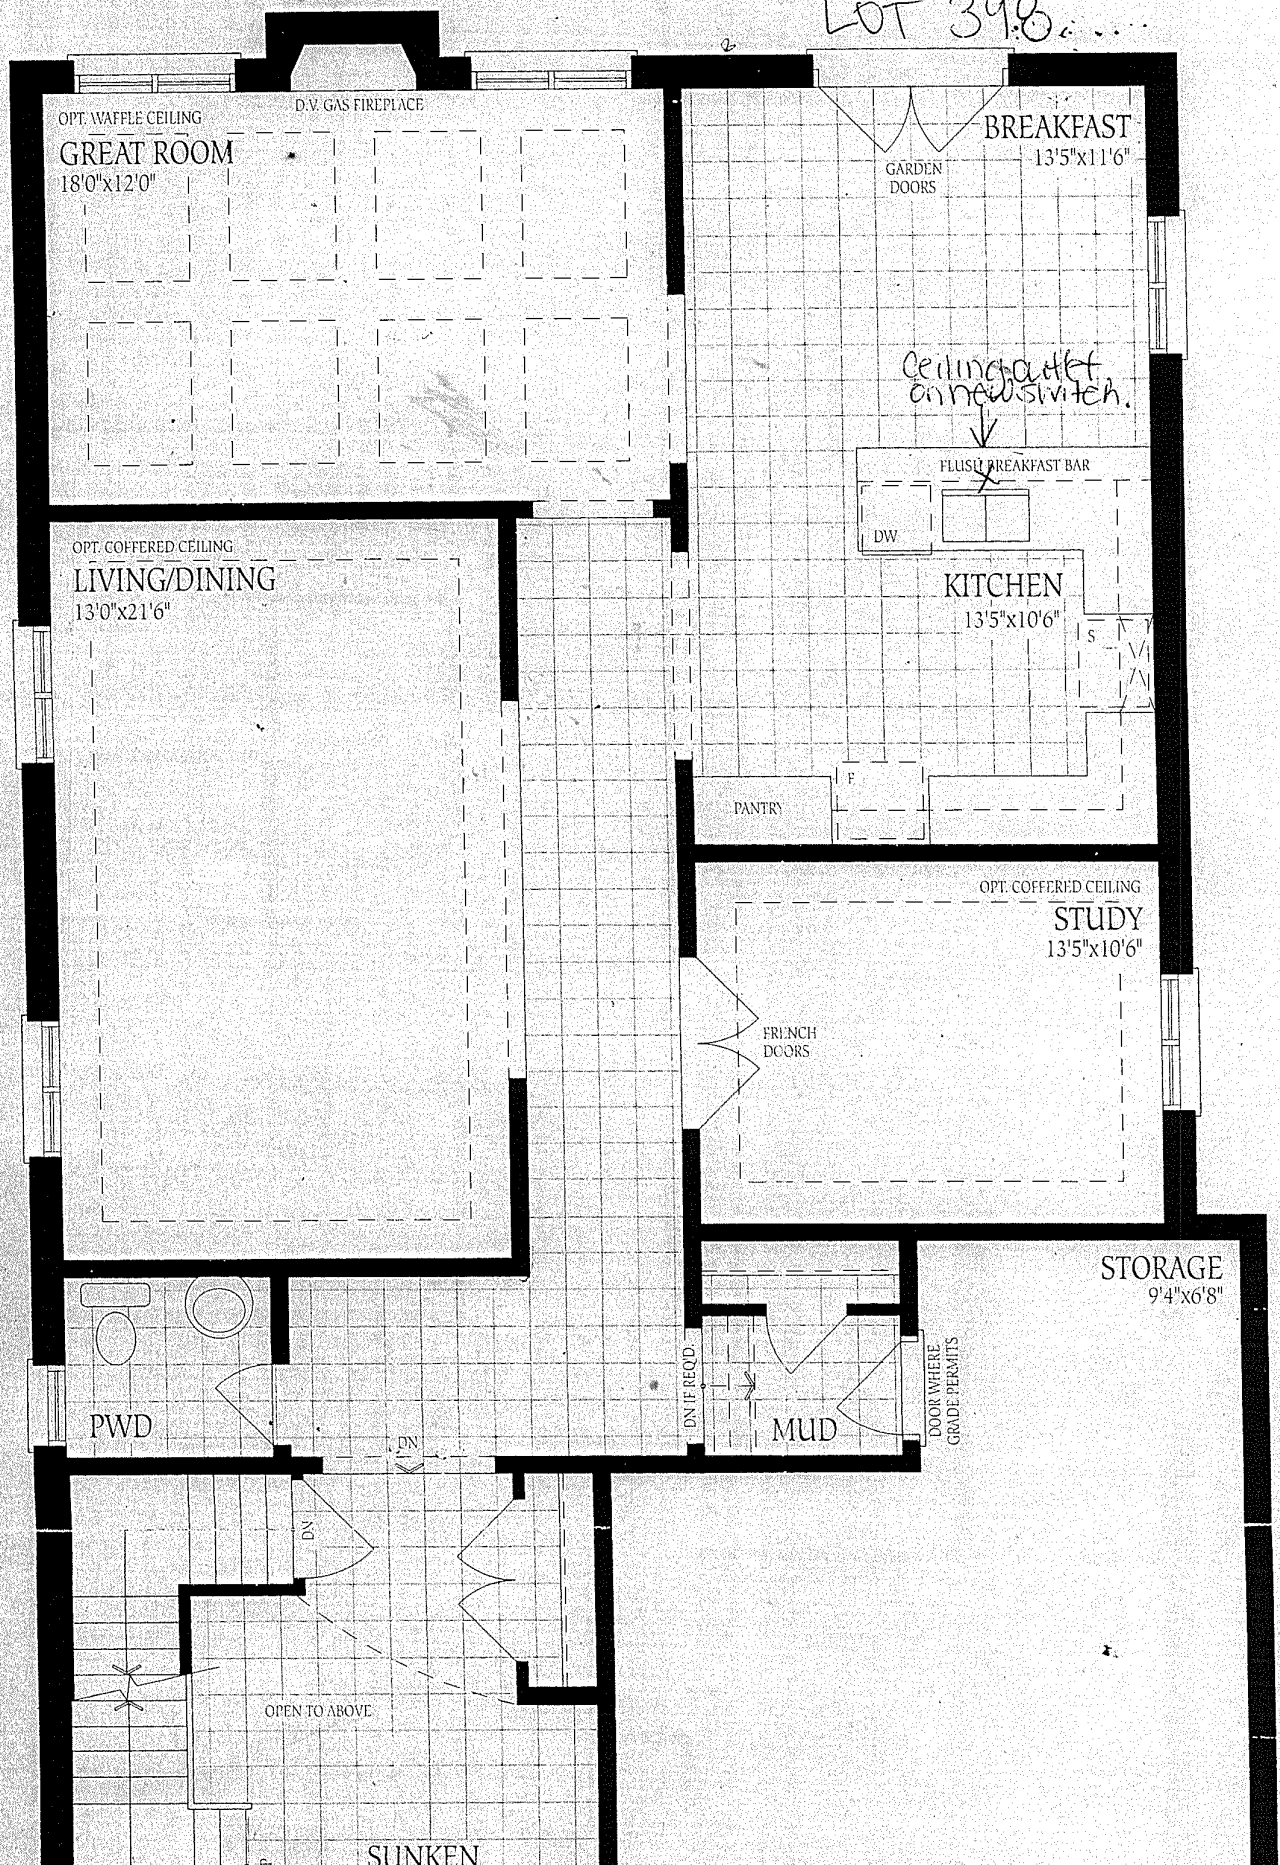 LOT 398
OPT. WAFFLE CEILING
GREAT ROOM
18'0"x12'0"
D.V. GAS FIREPLACE
BREAKFAST
13'5"x11'6"
GARDEN
DOORS
Ceiling outlet
on new switch.
FLUSH BREAKFAST BAR
DW
KITCHEN
13'5"x10'6"
S
F
PANTRY
OPT. COFFERED CEILING
LIVING/DINING
13'0"x21'6"
OPT. COFFERED CEILING
STUDY
13'5"x10'6"
FRENCH
DOORS
STORAGE
9'4"x6'8"
DN IF REQ'D.
MUD
DOOR WHERE
GRADE PERMITS
PWD
DN
DN
OPEN TO ABOVE
SUNKEN